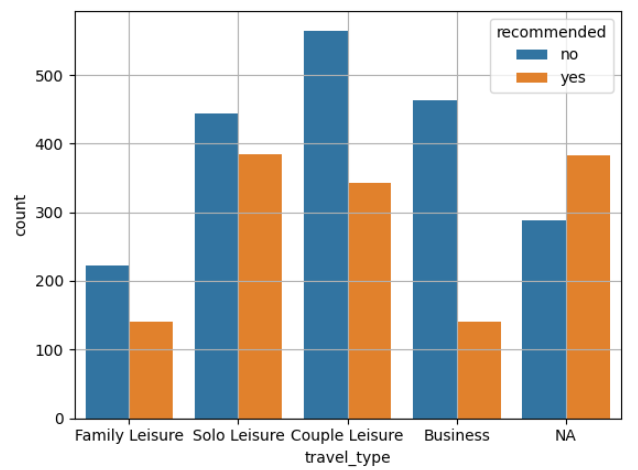 recommended
no
yes
500
400
300
200
100
0
count
Family Leisure Solo Leisure Couple Leisure Business NA
travel_type